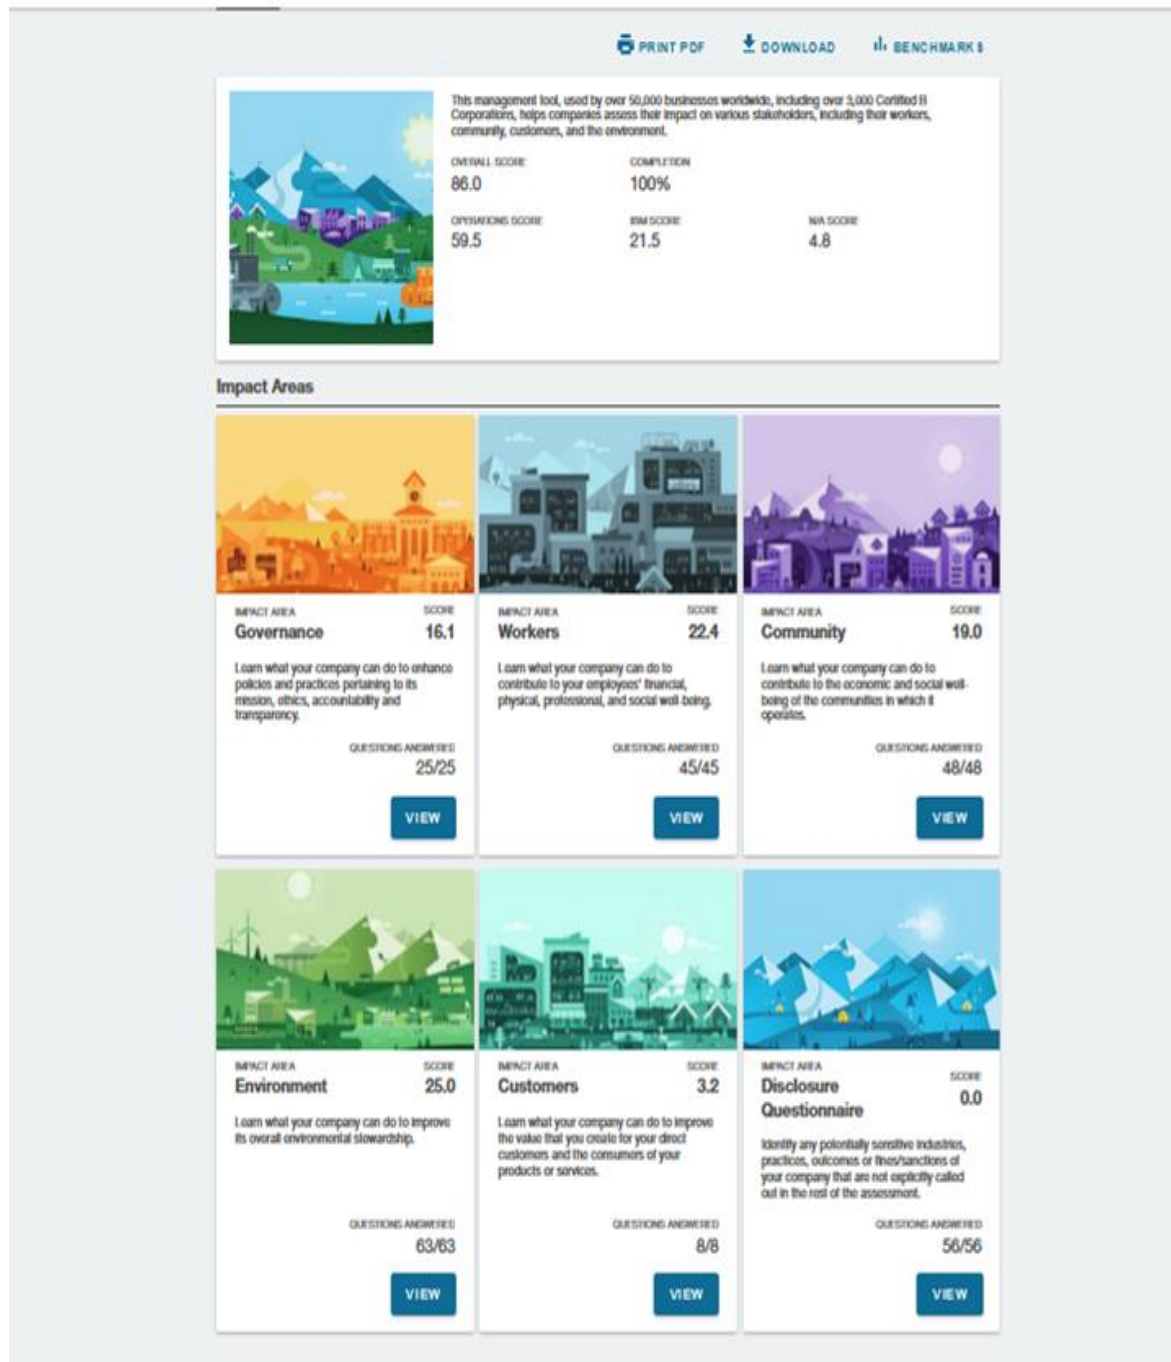 PRINT PDF
DOWNLOAD
BENCHMARKS
This management tool, used by over 50,000 businesses worldwide, including over 3,000 Certified B
Corporations, helps companies assess their impact on various stakeholders, including their workers,
community, customers, and the environment.
OVERALL SCORE
COMPLETION
86.0
100%
OPERATIONS SCORE
IBM SCORE
N/A SCORE
59.5
21.5
4.8
Impact Areas
IMPACT AREA
SCORE
Governance
16.1
Learn what your company can do to enhance
policies and practices pertaining to its
mission, ethics, accountability and
transparency.
QUESTIONS ANSWERED
25/25
VIEW
IMPACT AREA
SCORE
Workers
22.4
Learn what your company can do to
contribute to your employees' financial,
physical, professional, and social well-being.
QUESTIONS ANSWERED
45/45
VIEW
IMPACT AREA
SCORE
Community
19.0
Learn what your company can do to
contribute to the economic and social well-
being of the communities in which it
operates.
QUESTIONS ANSWERED
48/48
VIEW
IMPACT AREA
SCORE
Environment
25.0
Learn what your company can do to improve
its overall environmental stewardship.
QUESTIONS ANSWERED
63/63
VIEW
IMPACT AREA
SCORE
Customers
3.2
Learn what your company can do to improve
the value that you create for your direct
customers and the consumers of your
products or services.
QUESTIONS ANSWERED
8/8
VIEW
IMPACT AREA
SCORE
Disclosure
Questionnaire
0.0
Identify any potentially sensitive industries,
practices, outcomes or fines/sanctions of
your company that are not explicitly called
out in the rest of the assessment.
QUESTIONS ANSWERED
56/56
VIEW